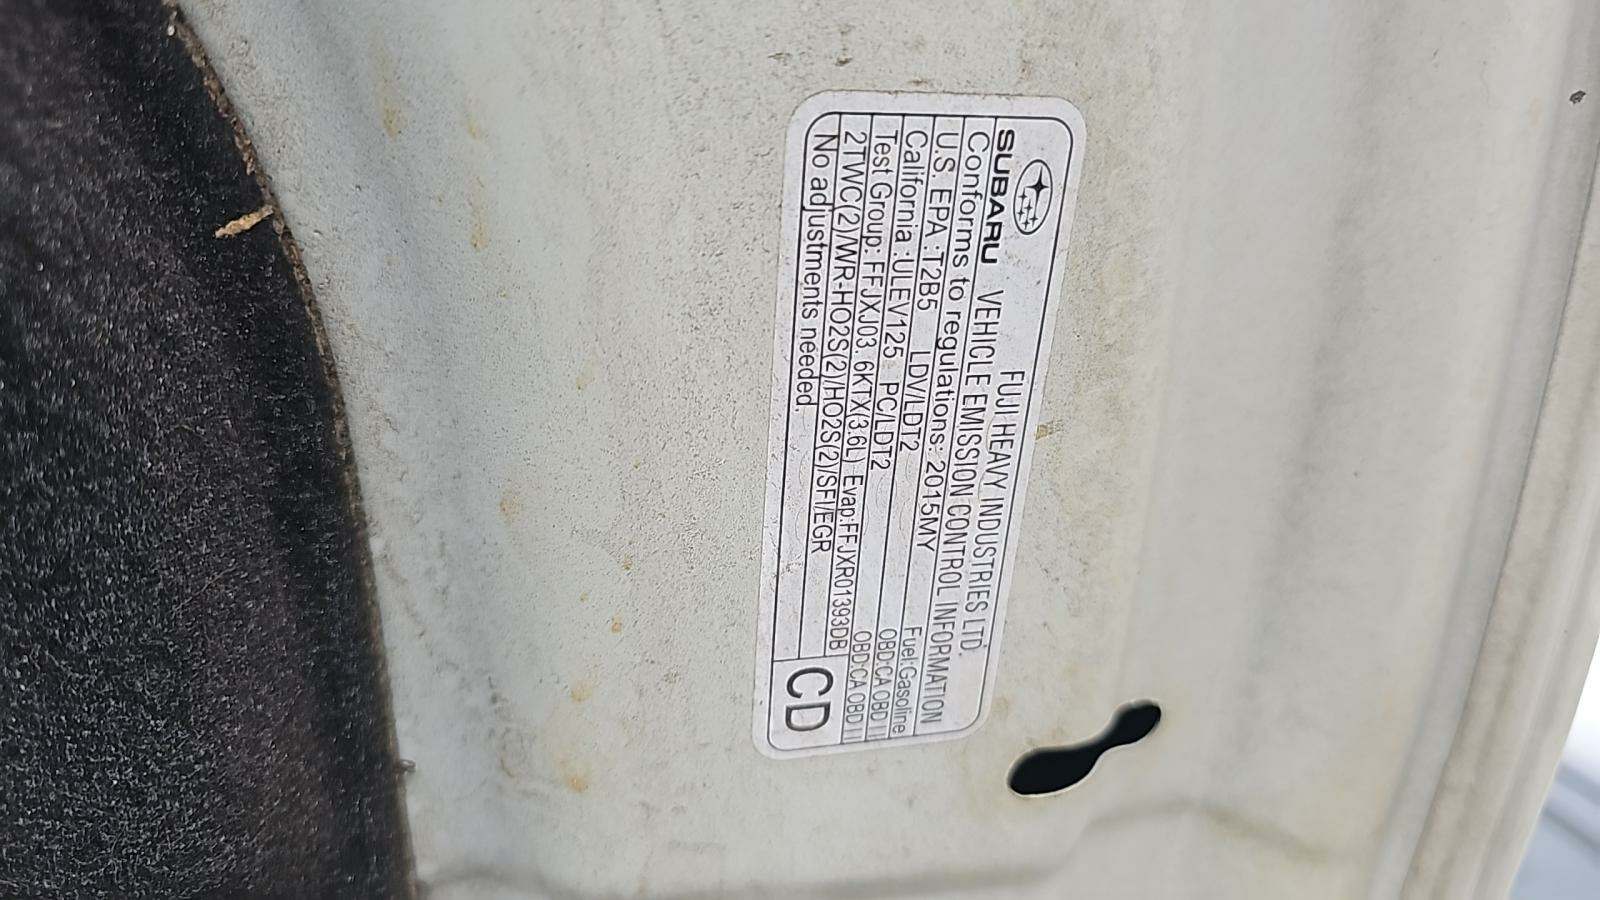 SUBARU FUJI HEAVY INDUSTRIES LTD.
VEHICLE EMISSION CONTROL INFORMATION
Conforms to regulations: 2015MY
U.S. EPA :T2B5 LDV/LDT2 Fuel:Gasoline
California :ULEV125 PC/LDT2 OBD:CA OBD II
Test Group: FFJXJ03. 6KTX(3.6L) Evap:FFJXR01393DB OBD:CA OBD II
2TWC(2)/WR-HO2S(2)/HO2S(2)/SFI/EGR
No adjustments needed.
CD